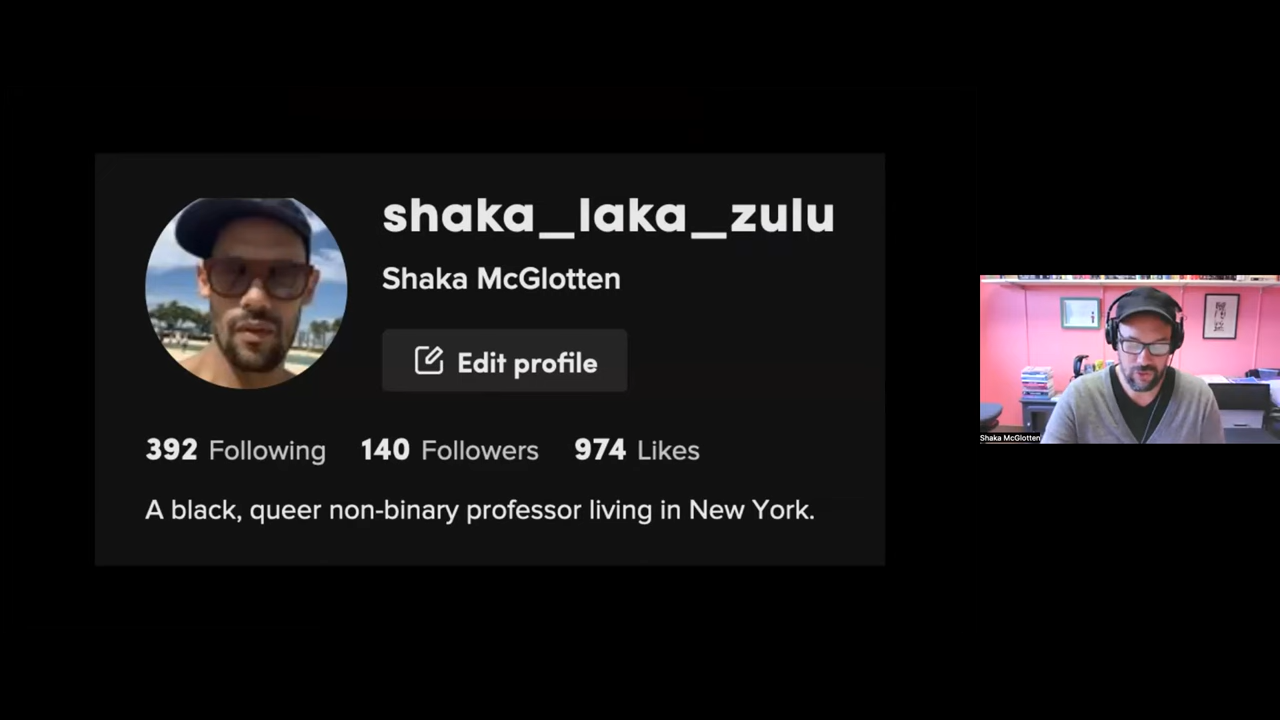 shaka_laka_zulu
Shaka McGlotten
Edit profile
392 Following 140 Followers 974 Likes
A black, queer non-binary professor living in New York.
Shaka McGlotten